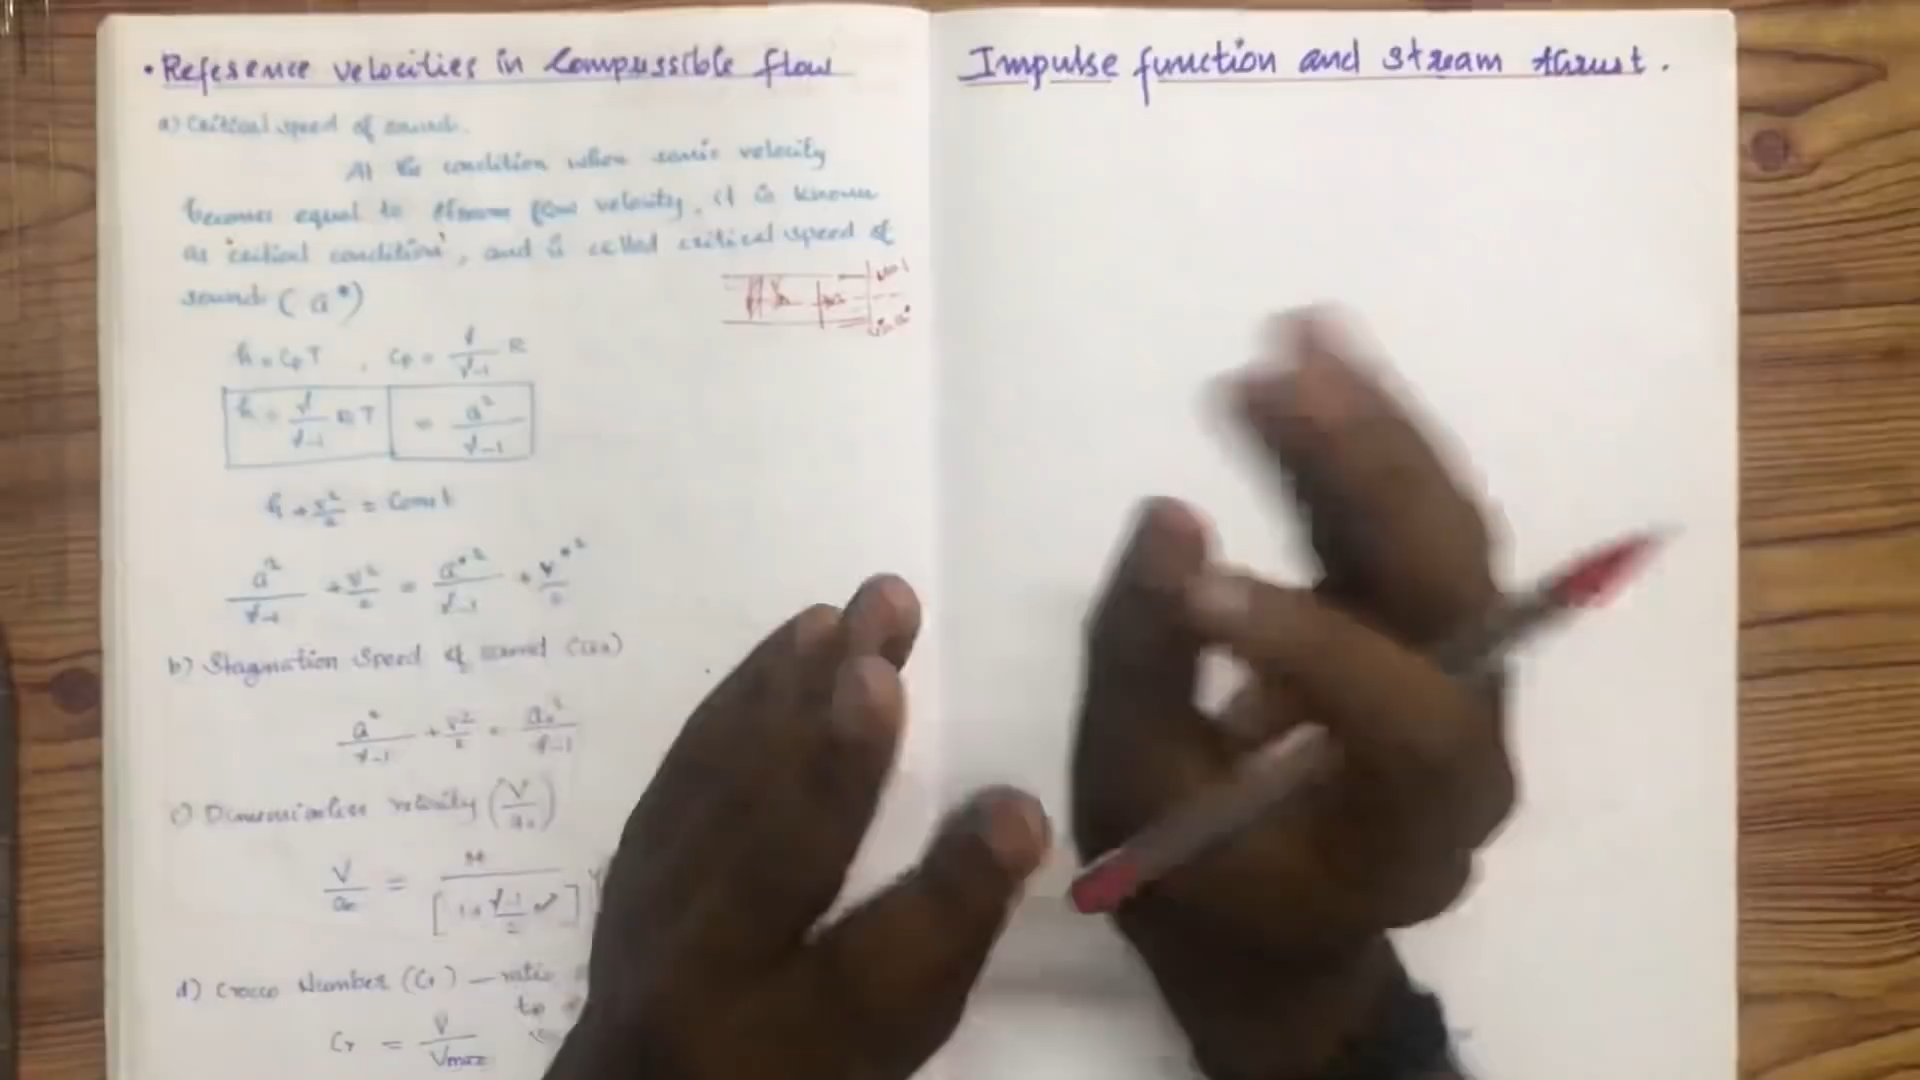 • Reference velocities in Compressible flow
a) Critical speed of sound.
At the condition when sonic velocity
becomes equal to flow velocity, it is known
as 'critical condition', and is called critical speed of
sound (a*)
h = CpT , Cp = γ/(γ-1) R
h = γ/(γ-1) RT = a²/(γ-1)
h + v²/2 = Const
a²/(γ-1) + v²/2 = a*²/(γ-1) + v*²/2
b) Stagnation Speed of sound (a₀)
a²/(γ-1) + v²/2 = a₀²/(γ-1)
c) Dimensionless velocity (V/a₀)
V/a₀ = M/[1+ (γ-1)/2 M²]
d) Crocco Number (Cr) — ratio
to
Cr = V/Vmax
Impulse function and stream thrust.